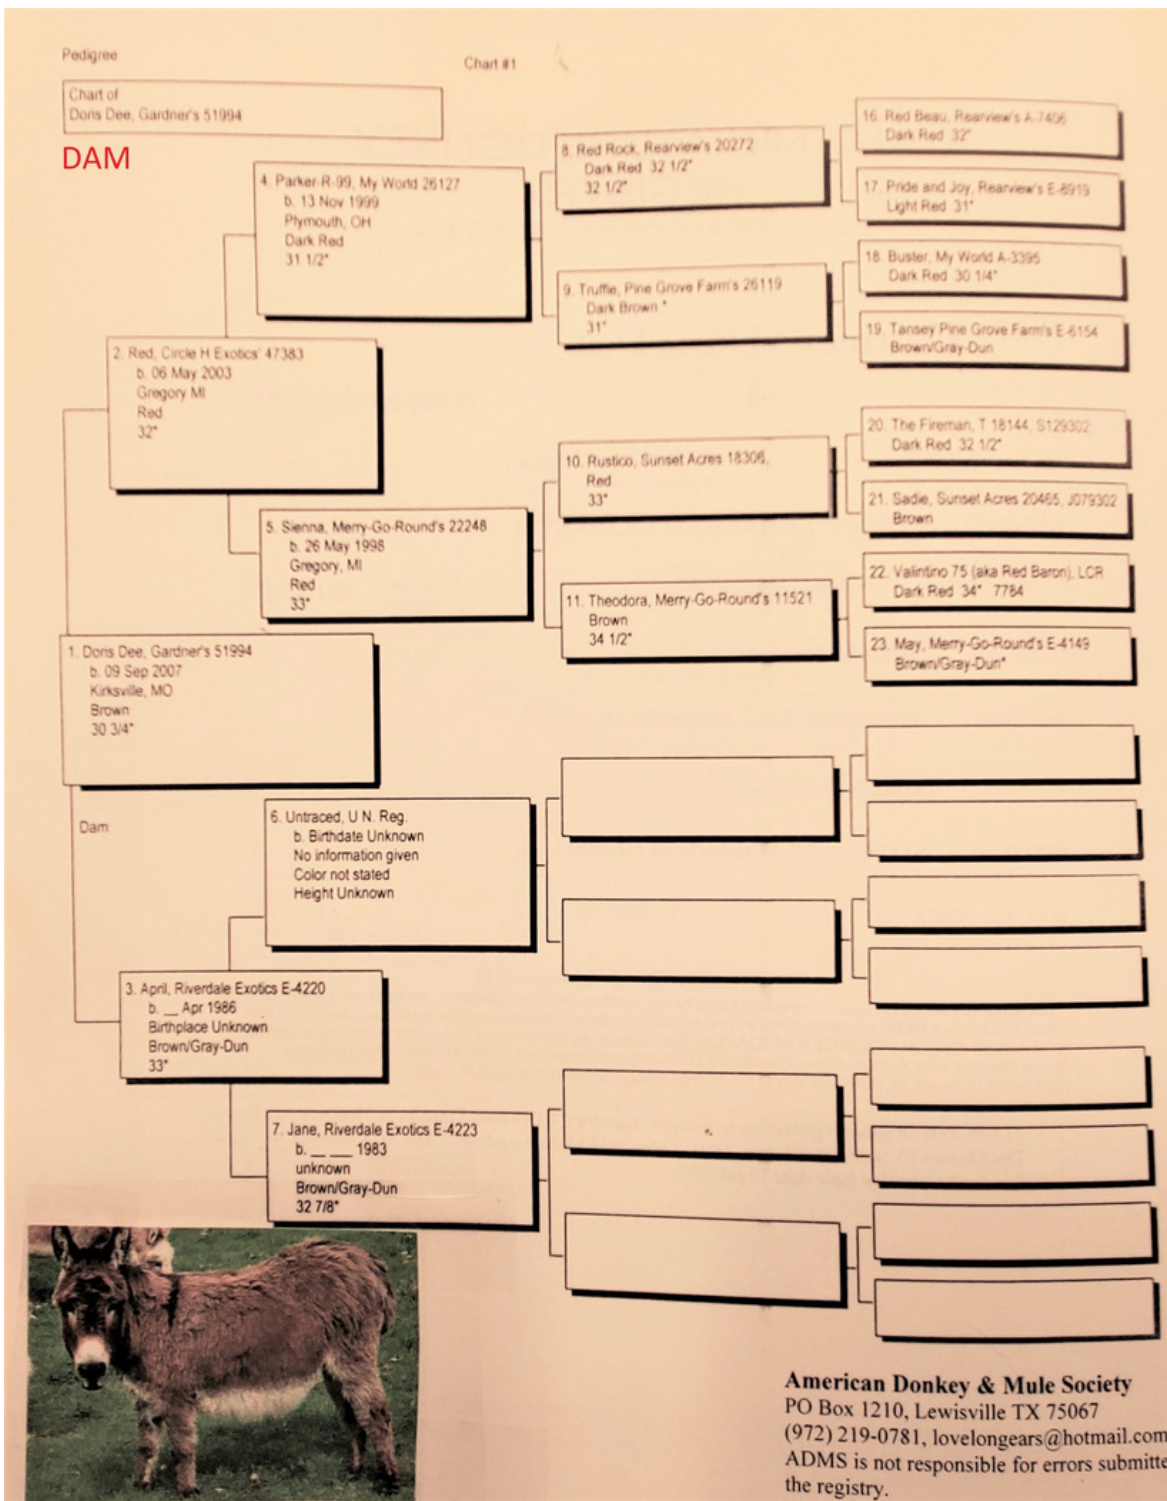 Pedigree
Chart #1
Chart of
Doris Dee, Gardner's 51994
DAM
1. Doris Dee, Gardner's 51994
b. 09 Sep 2007
Kirksville, MO
Brown
30 3/4"
Dam
2. Red, Circle H Exotics' 47383
b. 06 May 2003
Gregory MI
Red
32"
3. April, Riverdale Exotics E-4220
b. __ Apr 1986
Birthplace Unknown
Brown/Gray-Dun
33"
4. Parker-R-99, My World 26127
b. 13 Nov 1999
Plymouth, OH
Dark Red
31 1/2"
5. Sienna, Merry-Go-Round's 22248
b. 26 May 1998
Gregory, MI
Red
33"
6. Untraced, U N. Reg.
b. Birthdate Unknown
No information given
Color not stated
Height Unknown
7. Jane, Riverdale Exotics E-4223
b. __ ___ 1983
unknown
Brown/Gray-Dun
32 7/8"
8. Red Rock, Rearview's 20272
Dark Red 32 1/2"
32 1/2"
9. Truffle, Pine Grove Farm's 26119
Dark Brown *
31"
10. Rustico, Sunset Acres 18306,
Red
33"
11. Theodora, Merry-Go-Round's 11521
Brown
34 1/2"
16. Red Beau, Rearview's A-7406
Dark Red 32"
17. Pride and Joy, Rearview's E-8919
Light Red 31"
18. Buster, My World A-3395
Dark Red 30 1/4"
19. Tansey Pine Grove Farm's E-6154
Brown/Gray-Dun
20. The Fireman, T 18144, S129302
Dark Red 32 1/2"
21. Sadie, Sunset Acres 20465, J079302
Brown
22. Valintino 75 (aka Red Baron), LCR
Dark Red 34" 7784
23. May, Merry-Go-Round's E-4149
Brown/Gray-Dun*
American Donkey & Mule Society
PO Box 1210, Lewisville TX 75067
(972) 219-0781, lovelongears@hotmail.com
ADMS is not responsible for errors submitte
the registry.